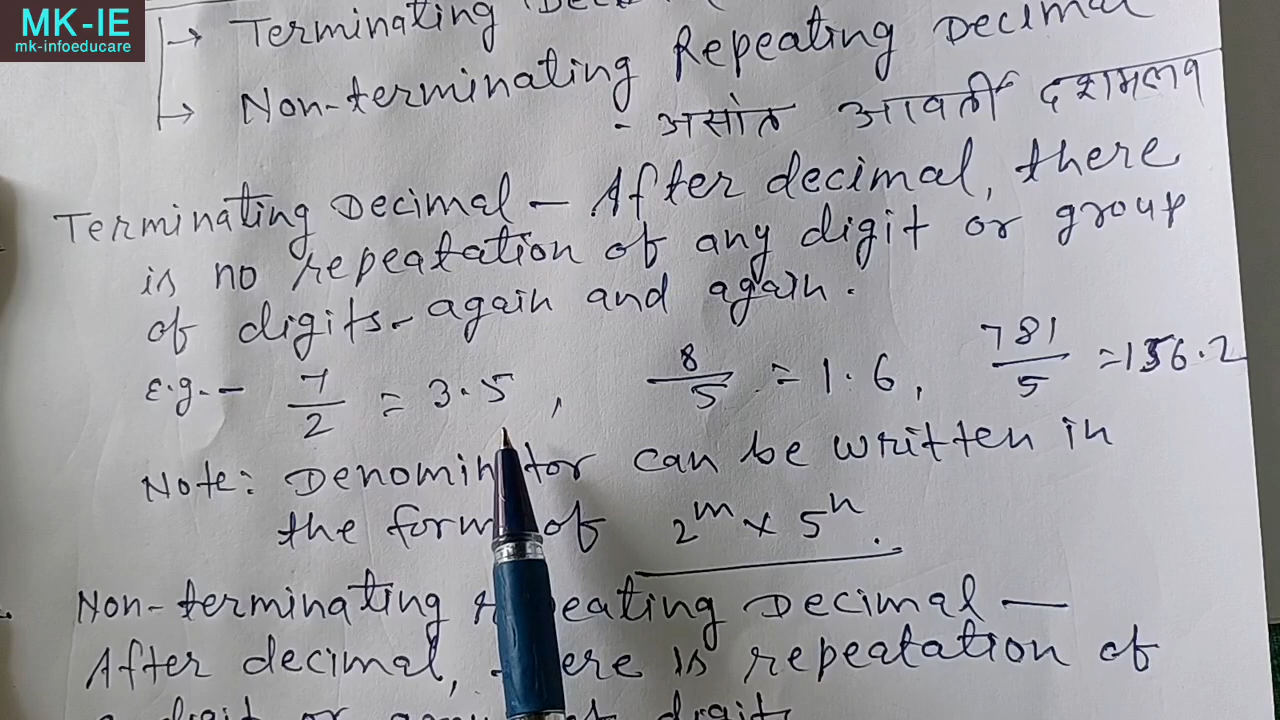 MK-IE
mk-infoeducare
→ Terminating
→ Non-terminating Repeating Decimal
- असांत आवर्ती दशमलव
Terminating Decimal - After decimal, there
is no repeatation of any digit or group
of digits again and again.
E.g.- 7/2 = 3.5, 8/5 = 1.6, 781/5 = 156.2
Note: Denominator can be written in
the form of 2^m × 5^n.
Non-terminating Repeating Decimal —
After decimal, there is repeatation of
digit or